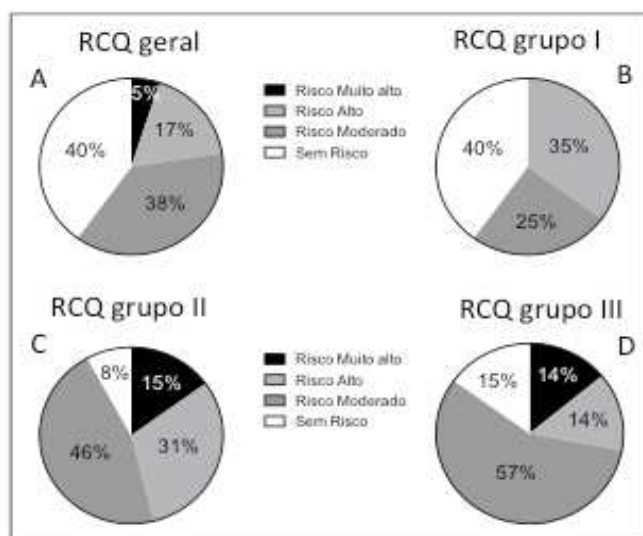 RCQ geral
A
5%
17%
38%
40%
Risco Muito alto
Risco Alto
Risco Moderado
Sem Risco
RCQ grupo I
B
35%
25%
40%
RCQ grupo II
C
15%
31%
46%
8%
Risco Muito alto
Risco Alto
Risco Moderado
Sem Risco
RCQ grupo III
D
14%
14%
57%
15%